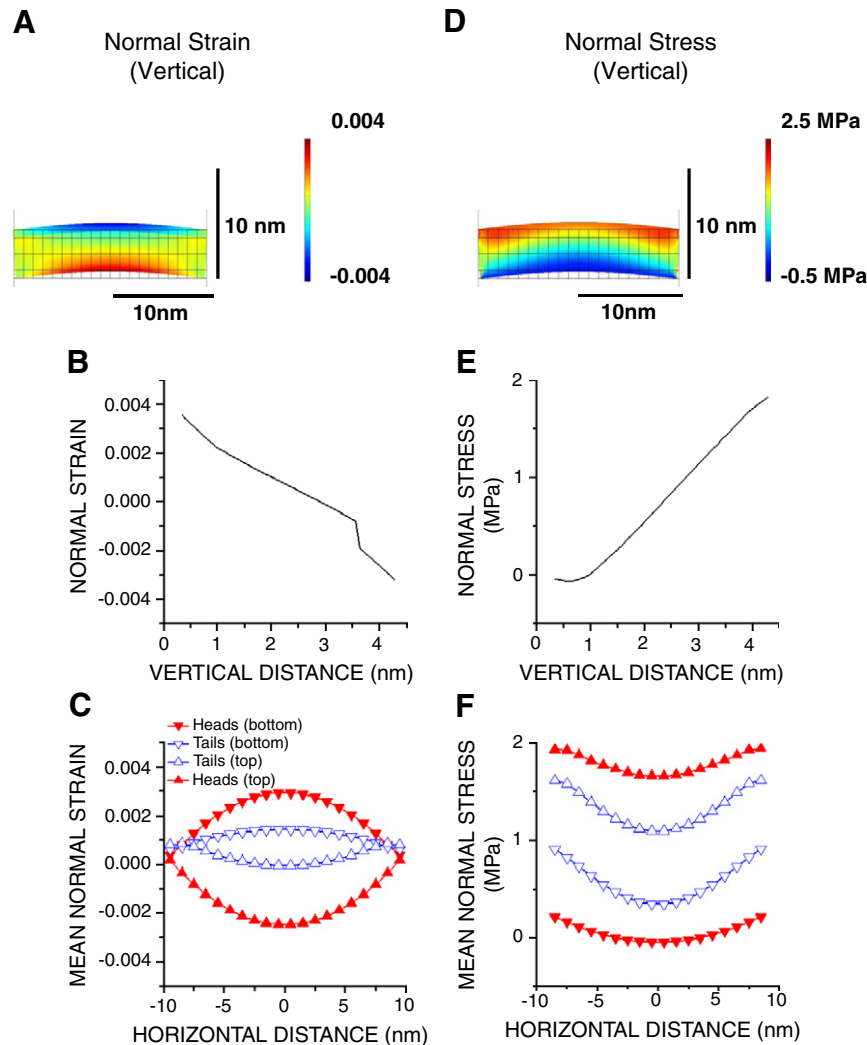 A
Normal Strain
(Vertical)
0.004
10 nm
-0.004
10nm
D
Normal Stress
(Vertical)
2.5 MPa
10 nm
-0.5 MPa
10nm
B
NORMAL STRAIN
0.004
0.002
0.000
-0.002
-0.004
0 1 2 3 4
VERTICAL DISTANCE (nm)
E
NORMAL STRESS
(MPa)
2
1
0
0 1 2 3 4
VERTICAL DISTANCE (nm)
C
Heads (bottom)
Tails (bottom)
Tails (top)
Heads (top)
MEAN NORMAL STRAIN
0.004
0.002
0.000
-0.002
-0.004
-10 -5 0 5 10
HORIZONTAL DISTANCE (nm)
F
MEAN NORMAL STRESS
(MPa)
2
1
0
-10 -5 0 5 10
HORIZONTAL DISTANCE (nm)